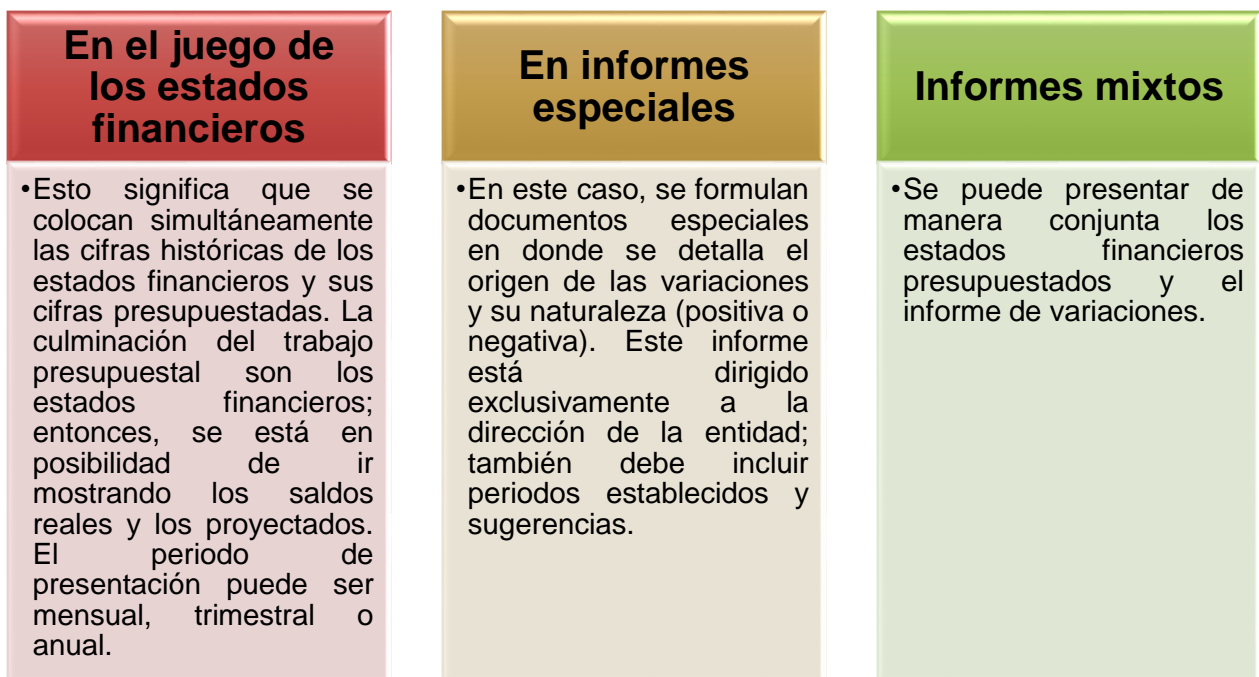 En el juego de
los estados
financieros
•Esto significa que se
colocan simultáneamente
las cifras históricas de los
estados financieros y sus
cifras presupuestadas. La
culminación del trabajo
presupuestal son los
estados financieros;
entonces, se está en
posibilidad de ir
mostrando los saldos
reales y los proyectados.
El periodo de
presentación puede ser
mensual, trimestral o
anual.
En informes
especiales
•En este caso, se formulan
documentos especiales
en donde se detalla el
origen de las variaciones
y su naturaleza (positiva o
negativa). Este informe
está dirigido
exclusivamente a la
dirección de la entidad;
también debe incluir
periodos establecidos y
sugerencias.
Informes mixtos
•Se puede presentar de
manera conjunta los
estados financieros
presupuestados y el
informe de variaciones.